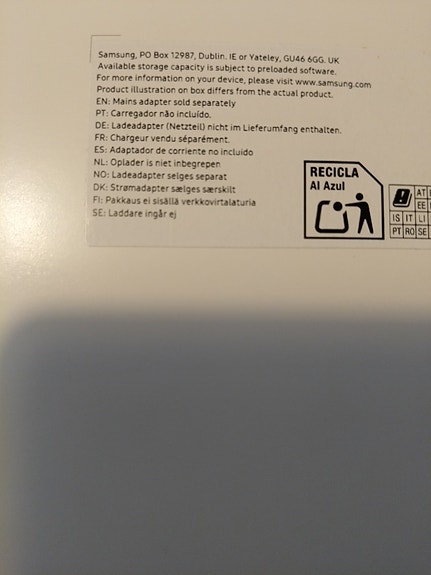 Samsung, PO Box 12987, Dublin. IE or Yateley, GU46 6GG. UK
Available storage capacity is subject to preloaded software.
For more information on your device, please visit www.samsung.com
Product illustration on box differs from the actual product.
EN: Mains adapter sold separately
PT: Carregador não incluído.
DE: Ladeadapter (Netzteil) nicht im Lieferumfang enthalten.
FR: Chargeur vendu séparément.
ES: Adaptador de corriente no incluido
NL: Oplader is niet inbegrepen
NO: Ladeadapter selges separat
DK: Strømadapter sælges særskilt
FI: Pakkaus ei sisällä verkkovirtalaturia
SE: Laddare ingår ej
RECICLA
Al Azul
AT
EE
IS IT LI
PT RO SE